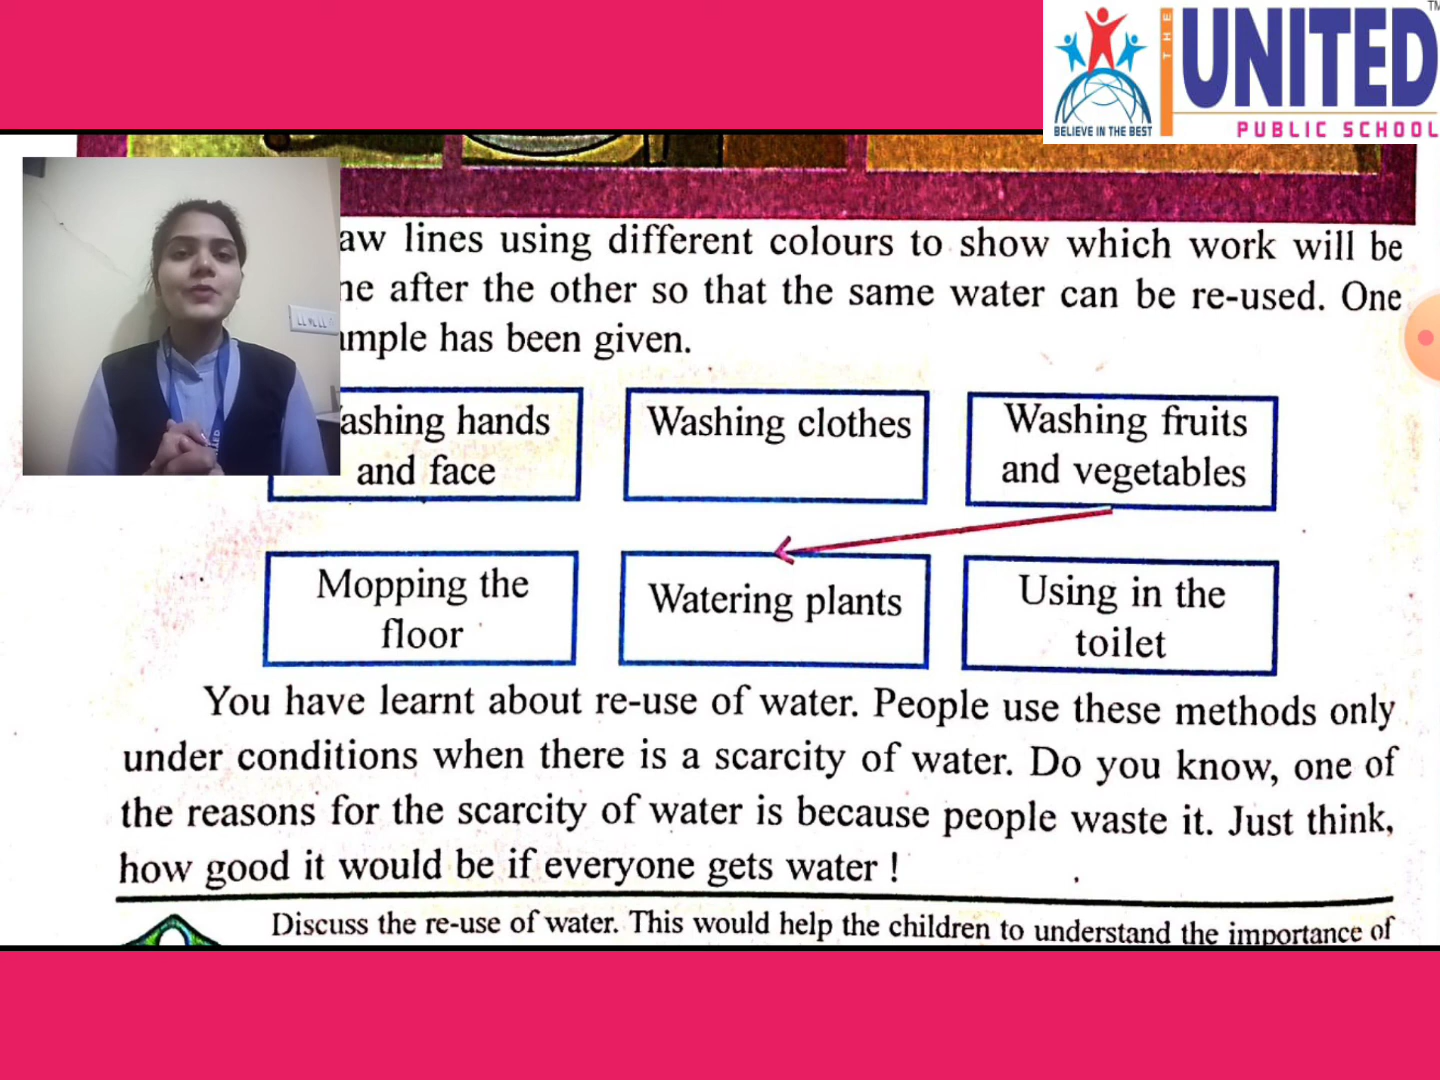 THE UNITED
TM
BELIEVE IN THE BEST
PUBLIC SCHOOL
aw lines using different colours to show which work will be
ne after the other so that the same water can be re-used. One
ample has been given.
ashing hands
and face
Washing clothes
Washing fruits
and vegetables
Mopping the
floor
Watering plants
Using in the
toilet
You have learnt about re-use of water. People use these methods only
under conditions when there is a scarcity of water. Do you know, one of
the reasons for the scarcity of water is because people waste it. Just think,
how good it would be if everyone gets water !
Discuss the re-use of water. This would help the children to understand the importance of